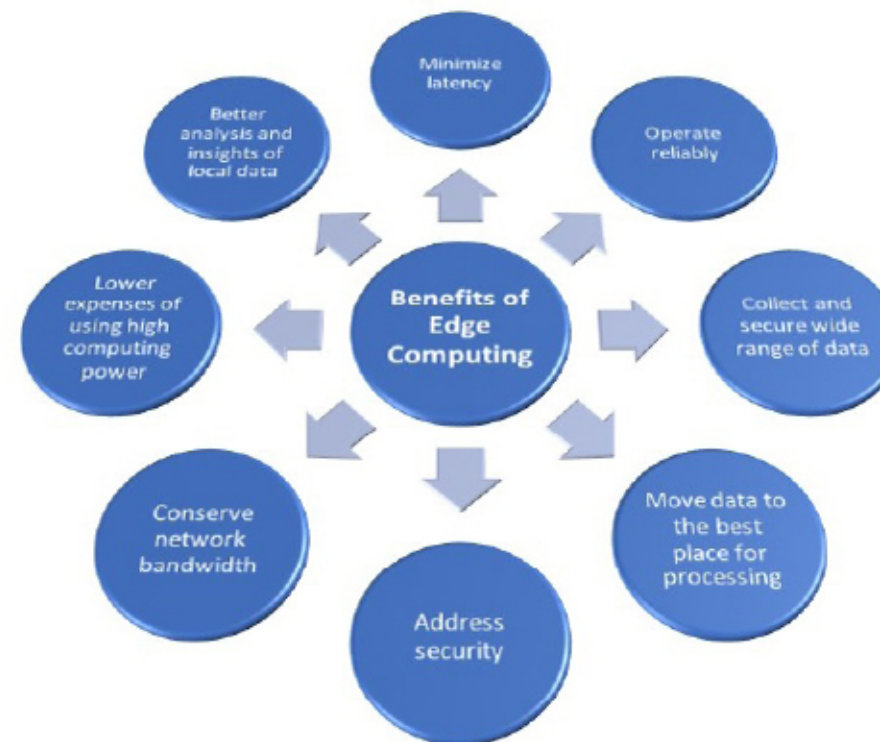 Minimize
latency
Operate
reliably
Collect and
secure wide
range of data
Move data to
the best
place for
processing
Address
security
Conserve
network
bandwidth
Lower
expenses of
using high
computing
power
Better
analysis and
insights of
local data
Benefits of
Edge
Computing